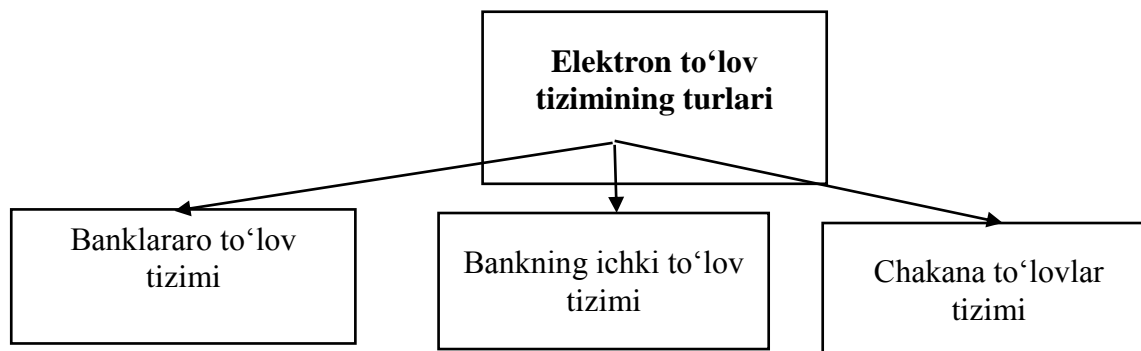 Elektron to‘lov
tizimining turlari
Banklararo to‘lov
tizimi
Bankning ichki to‘lov
tizimi
Chakana to‘lovlar
tizimi